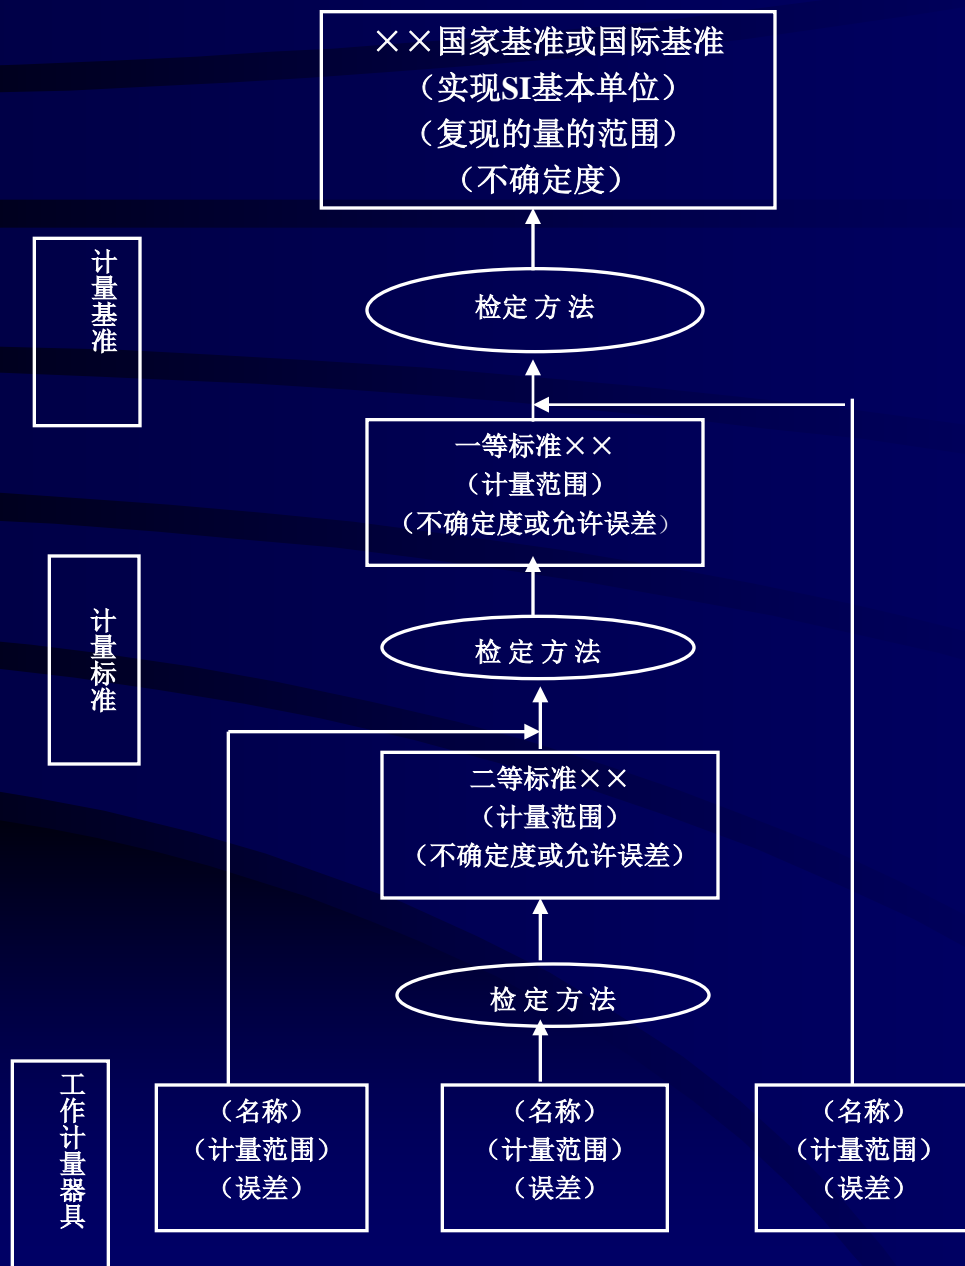 ××国家基准或国际基准
（实现SI基本单位）
（复现的量的范围）
（不确定度）
计量基准
检定方法
一等标准××
（计量范围）
（不确定度或允许误差）
计量标准
检定方法
二等标准××
（计量范围）
（不确定度或允许误差）
检定方法
工作计量器具
（名称）
（计量范围）
（误差）
（名称）
（计量范围）
（误差）
（名称）
（计量范围）
（误差）